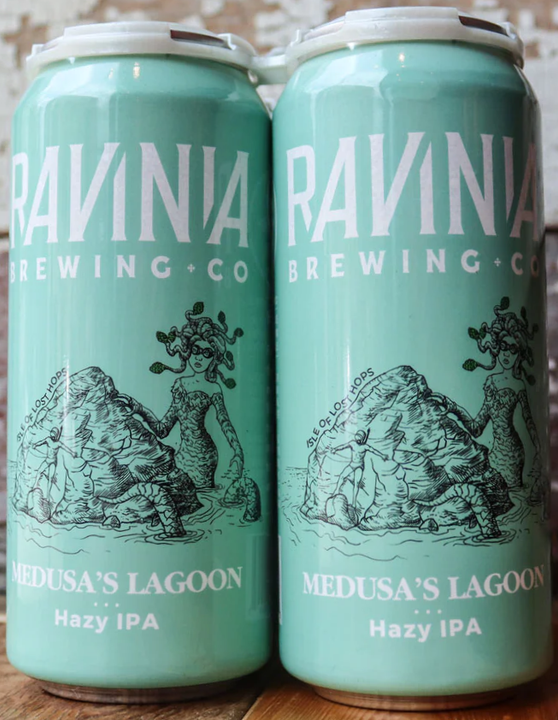 RAVINIA
BREWING + CO
ISLE OF LOST HOPS
MEDUSA'S LAGOON
Hazy IPA
RAVINIA
BREWING + CO
ISLE OF LOST HOPS
MEDUSA'S LAGOON
Hazy IPA